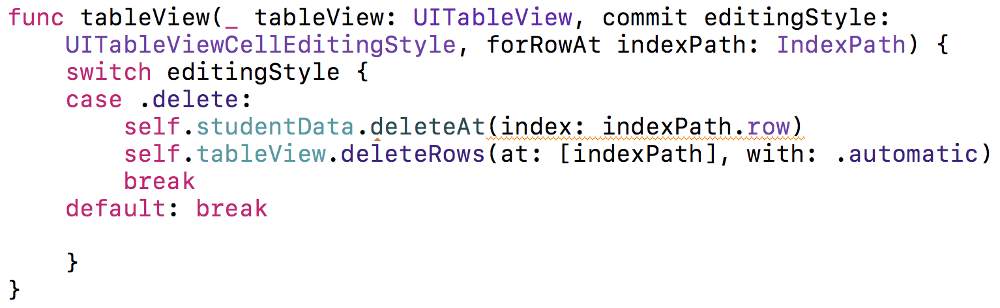 func tableView(_ tableView: UITableView, commit editingStyle:
    UITableViewCellEditingStyle, forRowAt indexPath: IndexPath) {
    switch editingStyle {
    case .delete:
        self.studentData.deleteAt(index: indexPath.row)
        self.tableView.deleteRows(at: [indexPath], with: .automatic)
        break
    default: break
    }
}